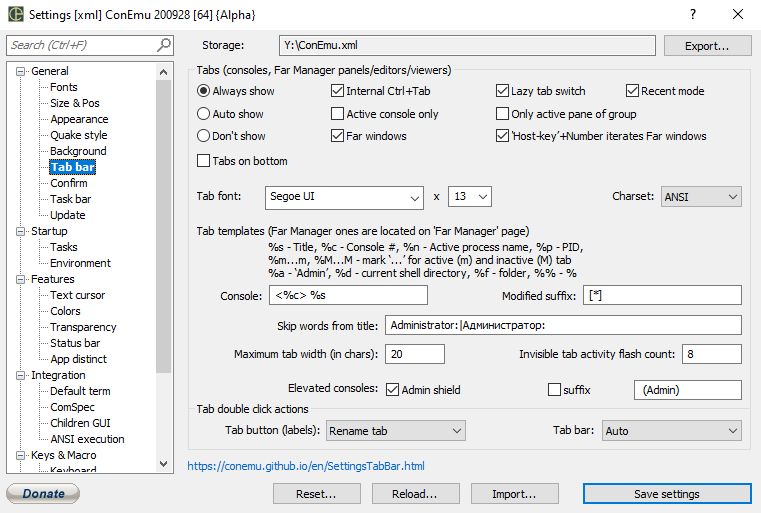 Settings [xml] ConEmu 200928 [64] {Alpha}
Search (Ctrl+F)
Storage:
Y:\ConEmu.xml
Export...
General
Fonts
Size & Pos
Appearance
Quake style
Background
Tab bar
Confirm
Task bar
Update
Startup
Tasks
Environment
Features
Text cursor
Colors
Transparency
Status bar
App distinct
Integration
Default term
ComSpec
Children GUI
ANSI execution
Keys & Macro
Keyboard
Tabs (consoles, Far Manager panels/editors/viewers)
Always show
Internal Ctrl+Tab
Lazy tab switch
Recent mode
Auto show
Active console only
Only active pane of group
Don't show
Far windows
'Host-key'+Number iterates Far windows
Tabs on bottom
Tab font:
Segoe UI
x
13
Charset:
ANSI
Tab templates (Far Manager ones are located on 'Far Manager' page)
%s - Title, %c - Console #, %n - Active process name, %p - PID,
%m…m, %M…M - mark ‘…’ for active (m) and inactive (M) tab
%a - ‘Admin’, %d - current shell directory, %f - folder, %% - %
Console:
<%c> %s
Modified suffix:
[*]
Skip words from title:
Administrator:|Администратор:
Maximum tab width (in chars):
20
Invisible tab activity flash count:
8
Elevated consoles:
Admin shield
suffix
(Admin)
Tab double click actions
Tab button (labels):
Rename tab
Tab bar:
Auto
https://conemu.github.io/en/SettingsTabBar.html
Donate
Reset...
Reload...
Import...
Save settings